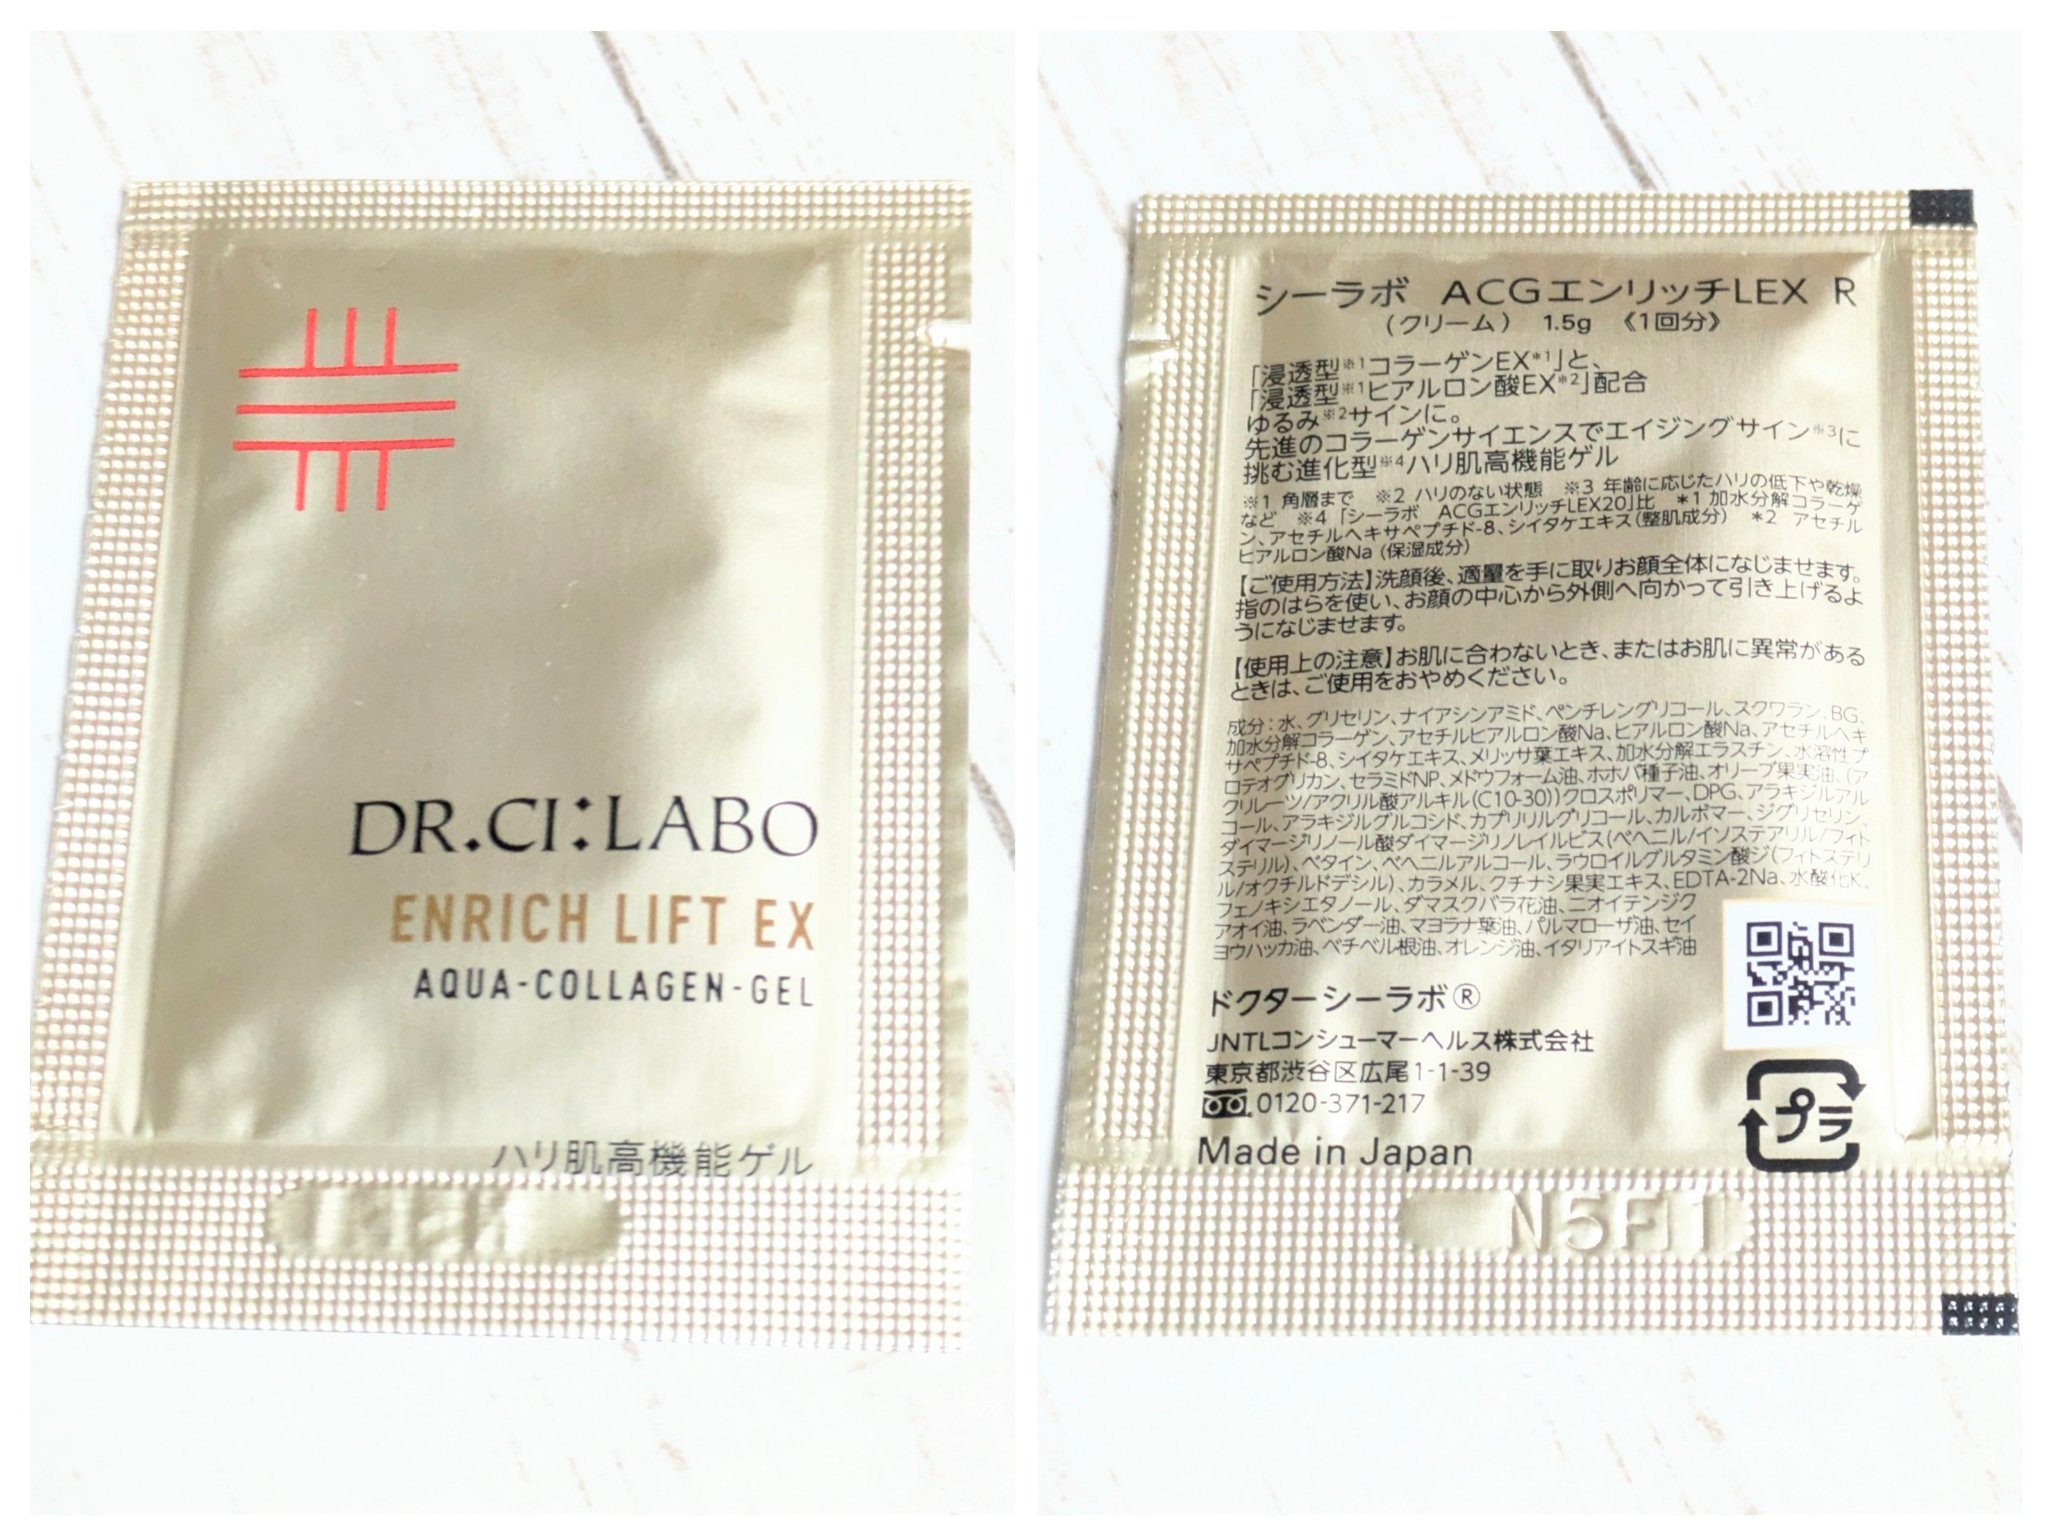 DR.CI:LABO
ENRICH LIFT EX
AQUA-COLLAGEN-GEL
ハリ肌高機能ゲル
シーラボ ACGエンリッチLEX R
(クリーム) 1.5g 《1回分》
「浸透型※1コラーゲンEX*1」と、
「浸透型※1ヒアルロン酸EX*2」配合
ゆるみ※2サインに。
先進のコラーゲンサイエンスでエイジングサイン※3に
挑む進化型※4ハリ肌高機能ゲル
※1 角層まで ※2 ハリのない状態 ※3 年齢に応じたハリの低下や乾燥
など ※4 「シーラボ ACGエンリッチLEX20」比 *1 加水分解コラーゲ
ン、アセチルヘキサペプチド-8、シイタケエキス(整肌成分) *2 アセチル
ヒアルロン酸Na (保湿成分)
【ご使用方法】洗顔後、適量を手に取りお顔全体になじませます。
指のはらを使い、お顔の中心から外側へ向かって引き上げるよ
うになじませます。
【使用上の注意】お肌に合わないとき、またはお肌に異常がある
ときは、ご使用をおやめください。
成分：水、グリセリン、ナイアシンアミド、ペンチレングリコール、スクワラン、BG、
加水分解コラーゲン、アセチルヒアルロン酸Na、ヒアルロン酸Na、アセチルヘキ
サペプチド-8、シイタケエキス、メリッサ葉エキス、加水分解エラスチン、水溶性プ
ロテオグリカン、セラミドNP、メドウフォーム油、ホホバ種子油、オリーブ果実油、(ア
クリレーツ/アクリル酸アルキル(C10-30))クロスポリマー、DPG、アラキジルアル
コール、アラキジルグルコシド、カプリリルグリコール、カルボマー、ジグリセリン、
ダイマージリノール酸ダイマージリノレイルビス(ベヘニル/イソステアリル/フィト
ステリル)、ベタイン、ベヘニルアルコール、ラウロイルグルタミン酸ジ(フィトステリ
ル/オクチルドデシル)、カラメル、クチナシ果実エキス、EDTA-2Na、水酸化K、
フェノキシエタノール、ダマスクバラ花油、ニオイテンジク
アオイ油、ラベンダー油、マヨラナ葉油、パルマローザ油、セイ
ヨウハッカ油、ベチベル根油、オレンジ油、イタリアイトスギ油
ドクターシーラボ®
JNTLコンシューマーヘルス株式会社
東京都渋谷区広尾1-1-39
0120-371-217
Made in Japan
プラ
N5F11